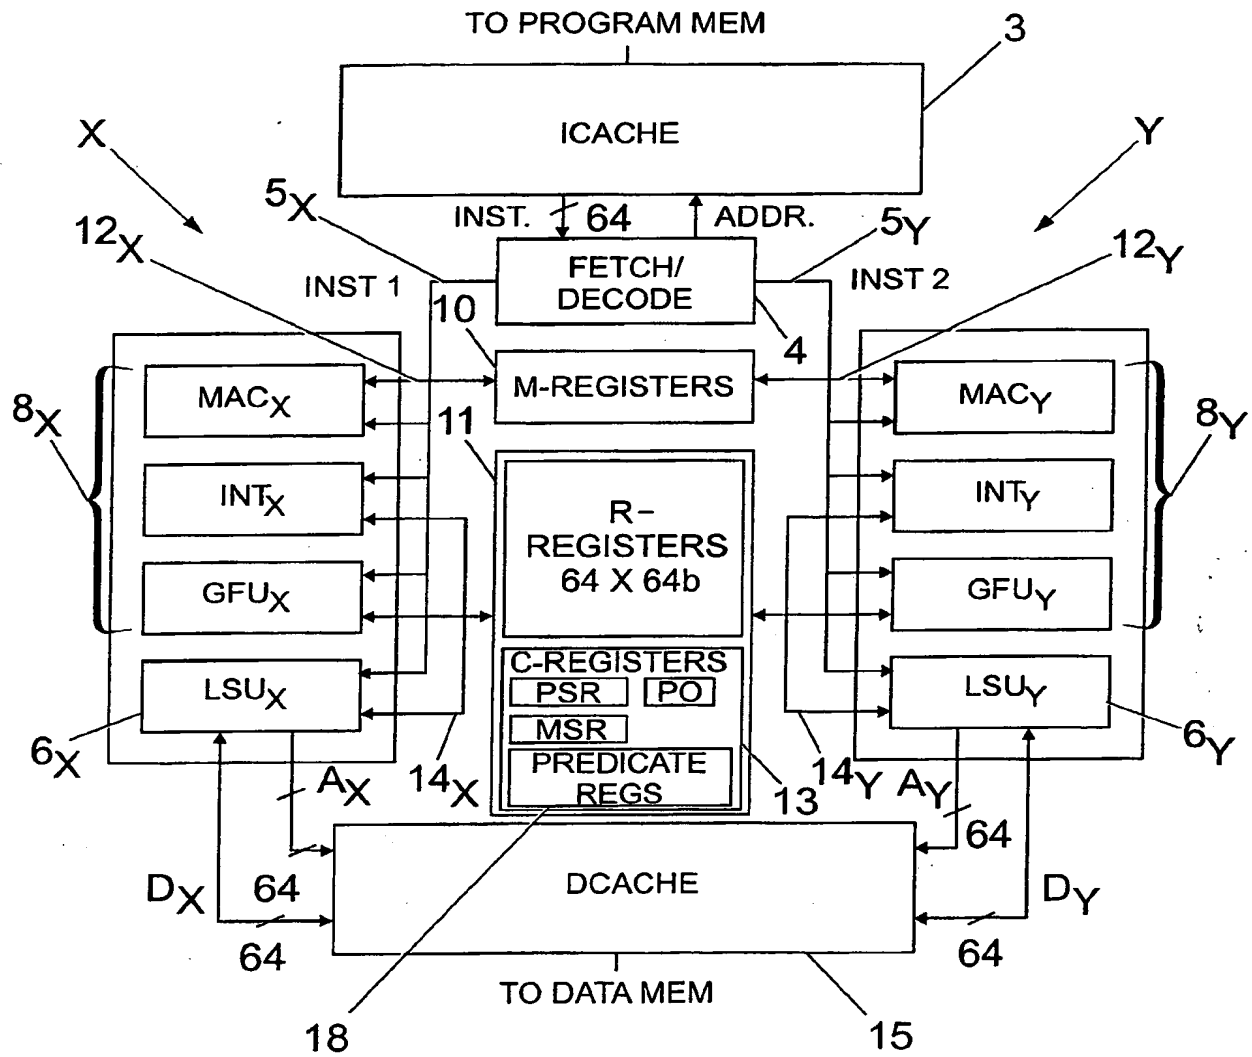 TO PROGRAM MEM
3
ICACHE
X
Y
5X
INST.
64
ADDR.
5Y
12X
12Y
INST 1
FETCH/
DECODE
INST 2
10
4
M-REGISTERS
MACX
MACY
8X
8Y
11
INTX
INTY
R-
REGISTERS
64 X 64b
GFUX
GFUY
C-REGISTERS
PSR
PO
LSUX
LSUY
MSR
6X
6Y
PREDICATE
REGS
AX
14X
13
14Y
AY
64
DCACHE
DX
64
DY
64
64
TO DATA MEM
18
15